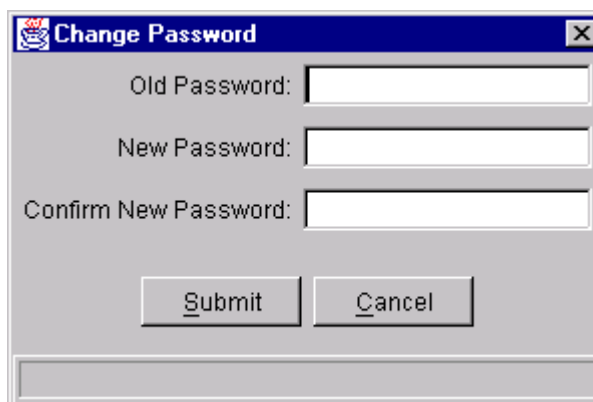 Change Password
Old Password:
New Password:
Confirm New Password:
Submit Cancel